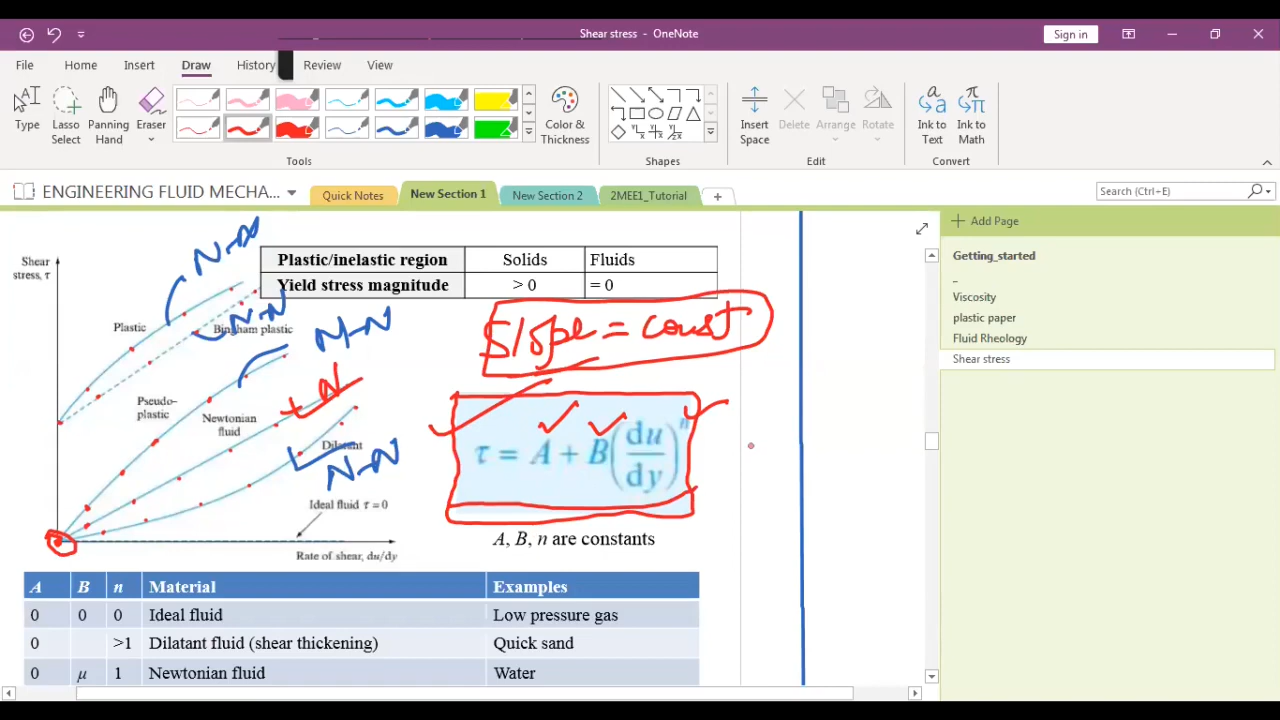 Shear stress - OneNote
Sign in
File Home Insert Draw History Review View
Type
Lasso Select
Panning Hand
Eraser
Color & Thickness
Insert Space
Delete
Arrange
Rotate
Ink to Text
Ink to Math
Tools
Shapes
Edit
Convert
ENGINEERING FLUID MECHA...
Quick Notes
New Section 1
New Section 2
2MEE1_Tutorial
Search (Ctrl+E)
Add Page
Getting_started
_
Viscosity
plastic paper
Fluid Rheology
Shear stress
Plastic/inelastic region Solids Fluids
Yield stress magnitude > 0 = 0
Shear
stress, τ
N-N
Plastic
N-N
Bingham plastic
N-N
Pseudo-
plastic
N
Newtonian
fluid
Dilatant
N-N
Ideal fluid τ = 0
Rate of shear, du/dy
Slope = const
τ = A + B(du/dy)^n
A, B, n are constants
A B n Material Examples
0 0 0 Ideal fluid Low pressure gas
0 >1 Dilatant fluid (shear thickening) Quick sand
0 μ 1 Newtonian fluid Water